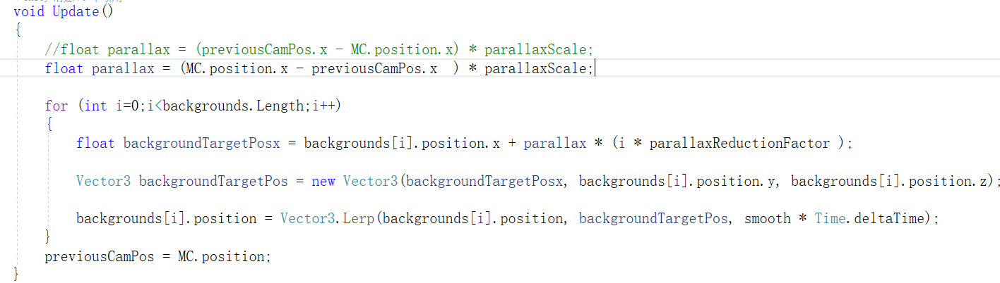 void Update()
{
//float parallax = (previousCamPos.x - MC.position.x) * parallaxScale;
float parallax = (MC.position.x - previousCamPos.x  ) * parallaxScale;
for (int i=0;i<backgrounds.Length;i++)
{
float backgroundTargetPosx = backgrounds[i].position.x + parallax * (i * parallaxReductionFactor );
Vector3 backgroundTargetPos = new Vector3(backgroundTargetPosx, backgrounds[i].position.y, backgrounds[i].position.z);
backgrounds[i].position = Vector3.Lerp(backgrounds[i].position, backgroundTargetPos, smooth * Time.deltaTime);
}
previousCamPos = MC.position;
}